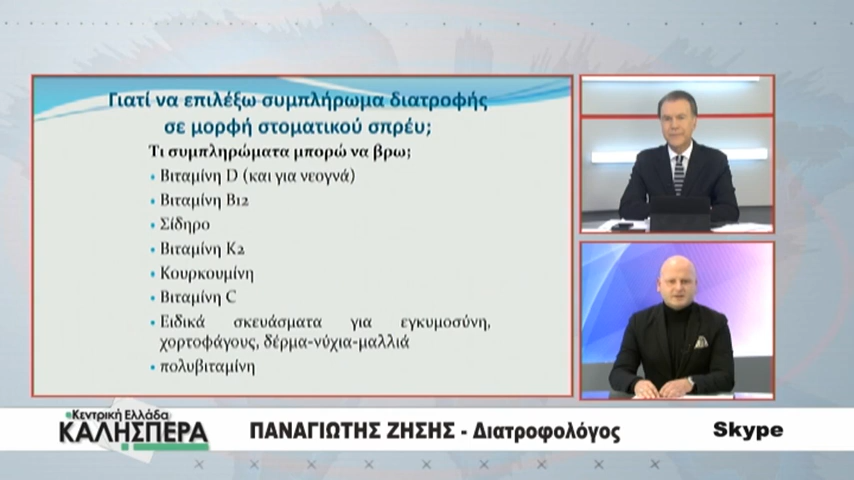 Γιατί να επιλέξω συμπλήρωμα διατροφής
σε μορφή στοματικού σπρέυ;
Τι συμπληρώματα μπορώ να βρω;
• Βιταμίνη D (και για νεογνά)
• Βιταμίνη B12
• Σίδηρο
• Βιταμίνη K2
• Κουρκουμίνη
• Βιταμίνη C
• Ειδικά σκευάσματα για εγκυμοσύνη,
χορτοφάγους, δέρμα-νύχια-μαλλιά
• πολυβιταμίνη
Κεντρική Ελλάδα
ΚΑΛΗΣΠΕΡΑ
ΠΑΝΑΓΙΩΤΗΣ ΖΗΣΗΣ - Διατροφολόγος
Skype